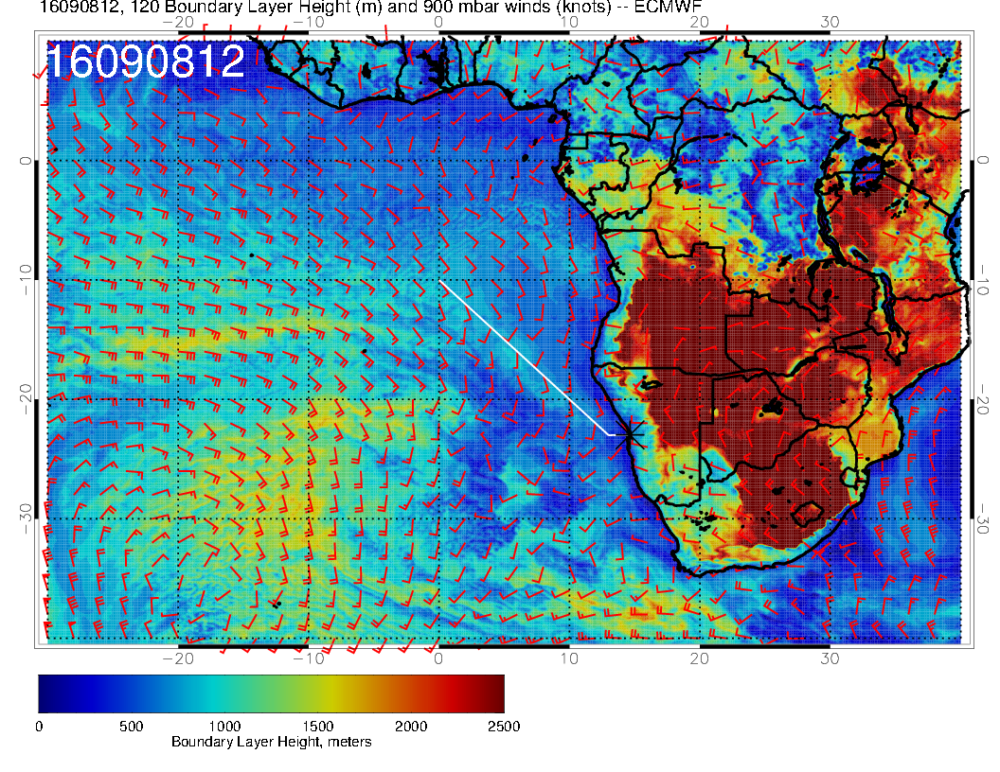 16090812, 120 Boundary Layer Height (m) and 900 mbar winds (knots) -- ECMWF
−20 −10 0 10 20 30
16090812
0 0
−10 −10
−20 −20
−30 −30
−20 −10 0 10 20 30
0 500 1000 1500 2000 2500
Boundary Layer Height, meters